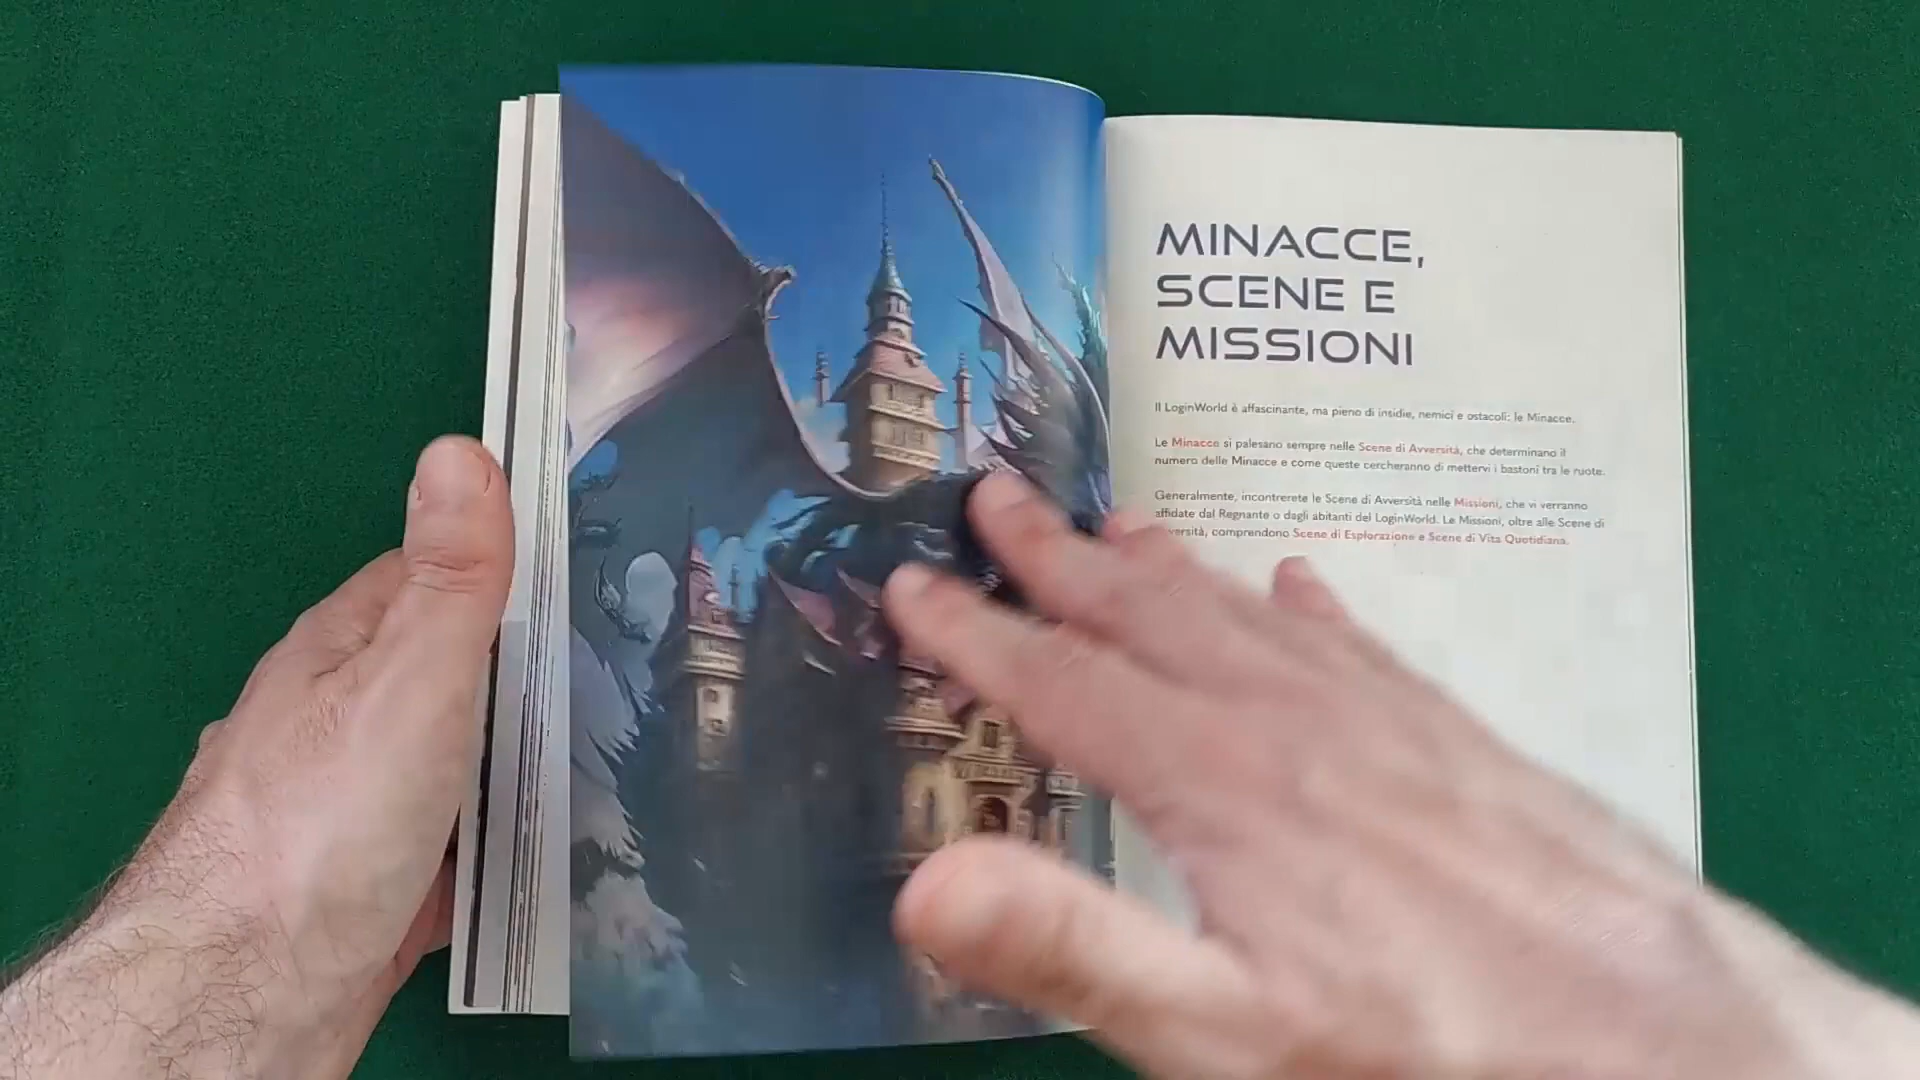 MINACCE,
SCENE E
MISSIONI
Il LoginWorld è affascinante, ma pieno di insidie, nemici e ostacoli: le Minacce.
Le Minacce si palesano sempre nelle Scene di Avversità, che determinano il
numero delle Minacce e come queste cercheranno di mettervi i bastoni tra le ruote.
Generalmente, incontrerete le Scene di Avversità nelle Missioni, che vi verranno
affidate dal Regnante o dagli abitanti del LoginWorld. Le Missioni, oltre alle Scene di
comprendono Scene di Esplorazione e Scene di Vita Quotidiana.